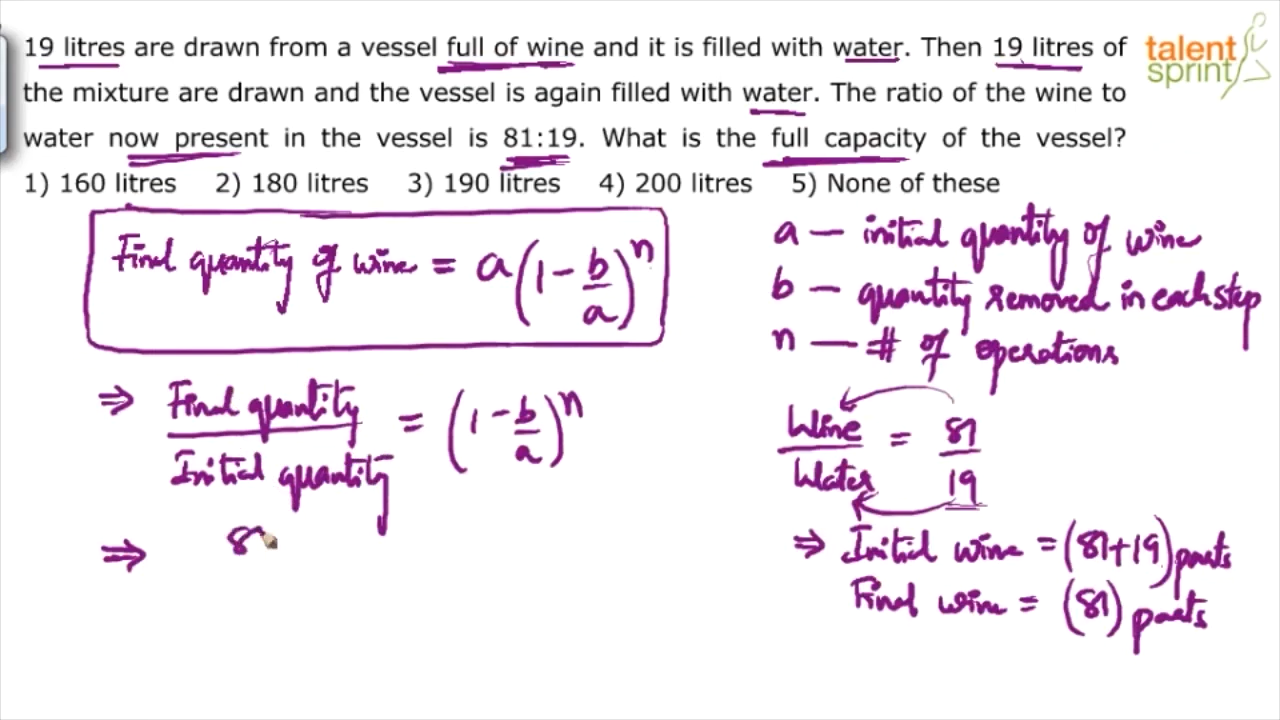 19 litres are drawn from a vessel full of wine and it is filled with water. Then 19 litres of
the mixture are drawn and the vessel is again filled with water. The ratio of the wine to
water now present in the vessel is 81:19. What is the full capacity of the vessel?
1) 160 litres 2) 180 litres 3) 190 litres 4) 200 litres 5) None of these
talent
sprint
Final quantity of wine = a(1 - b/a)^n
a — initial quantity of wine
b — quantity removed in each step
n — # of operations
⇒ Final quantity / Initial quantity = (1 - b/a)^n
Wine / Water = 81 / 19
⇒ Initial wine = (81+19) parts
Final wine = (81) parts
⇒ 8